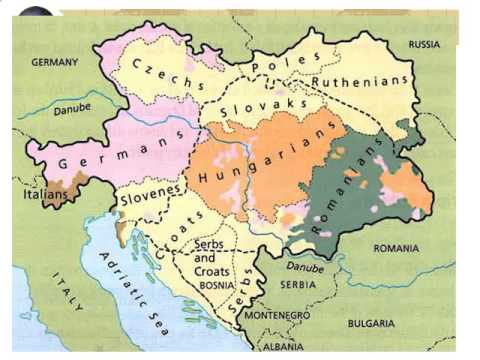 RUSSIA
GERMANY
Poles
Czechs
Ruthenians
Danube
Slovaks
Germans
Hungarians
Romanians
Italians
Slovenes
Croats
Serbs
and
Croats
BOSNIA
Serbs
ROMANIA
Danube
SERBIA
Adriatic Sea
ITALY
MONTENEGRO
BULGARIA
ALBANIA